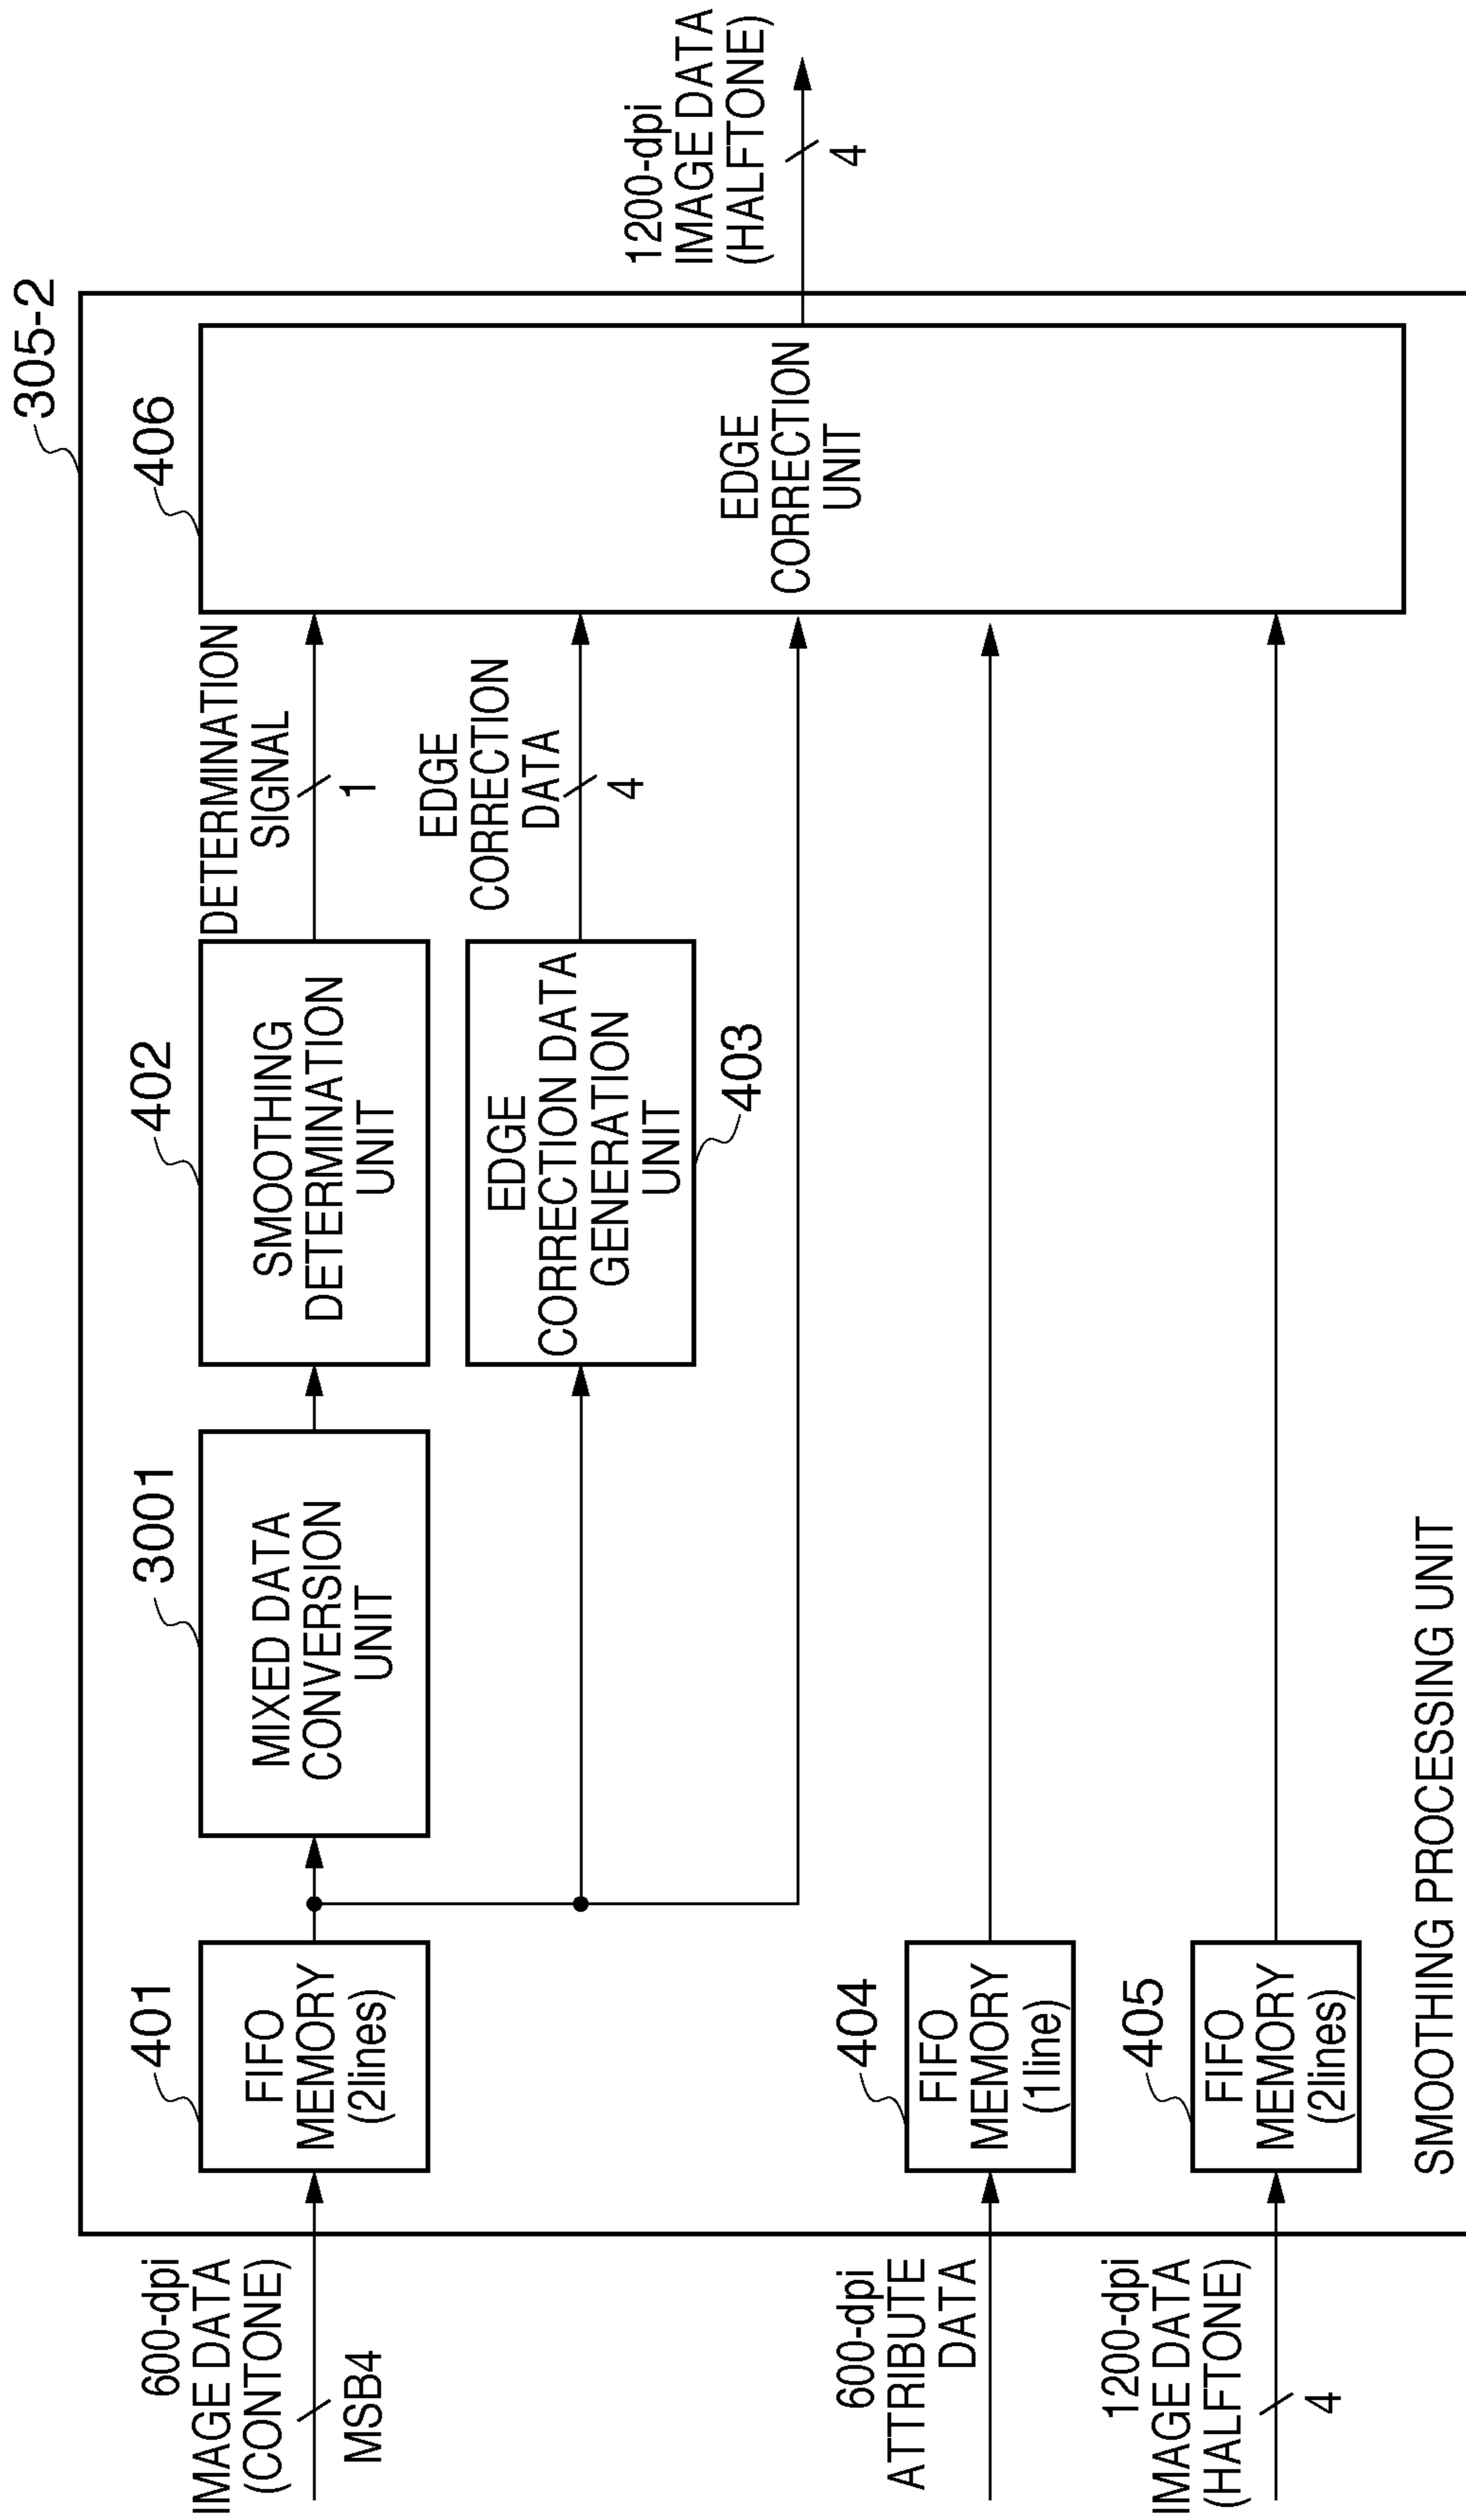 305-2
600-dpi
IMAGE DATA
(CONTONE)
MSB4
401
FIFO
MEMORY
(2lines)
3001
MIXED DATA
CONVERSION
UNIT
402
SMOOTHING
DETERMINATION
UNIT
DETERMINATION
SIGNAL
1
406
EDGE
CORRECTION
UNIT
EDGE
CORRECTION DATA
GENERATION
UNIT
403
EDGE
CORRECTION
DATA
4
1200-dpi
IMAGE DATA
(HALFTONE)
4
600-dpi
ATTRIBUTE
DATA
404
FIFO
MEMORY
(1line)
1200-dpi
IMAGE DATA
(HALFTONE)
4
405
FIFO
MEMORY
(2lines)
SMOOTHING PROCESSING UNIT